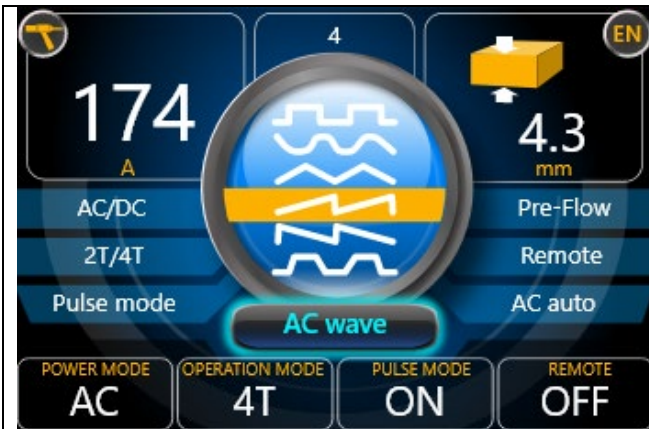 4
EN
174
A
4.3
mm
AC/DC
Pre-Flow
2T/4T
Remote
Pulse mode
AC auto
AC wave
POWER MODE
OPERATION MODE
PULSE MODE
REMOTE
AC
4T
ON
OFF